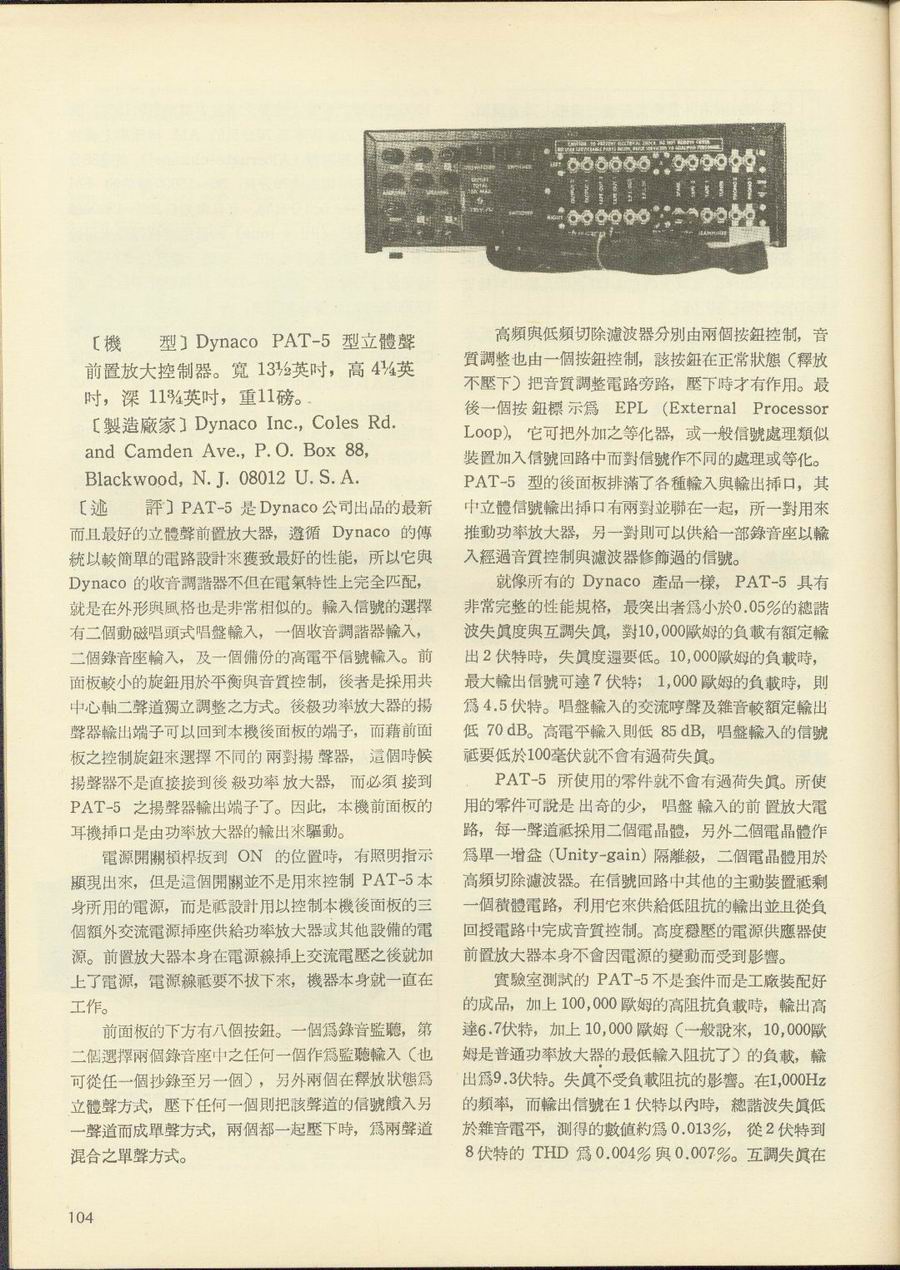 CAUTION: TO PREVENT ELECTRICAL SHOCK, DO NOT REMOVE COVER.
LEFT
RIGHT
〔機　　型〕Dynaco PAT-5 型立體聲
前置放大控制器。寬 13½英吋，高 4¼英
吋，深 11¾英吋，重11磅。
〔製造廠家〕Dynaco Inc., Coles Rd.
and Camden Ave., P. O. Box 88,
Blackwood, N. J. 08012 U. S. A.
〔述　　評〕PAT-5 是 Dynaco 公司出品的最新
而且最好的立體聲前置放大器，遵循 Dynaco 的傳
統以較簡單的電路設計來獲致最好的性能，所以它與
Dynaco 的收音調諧器不但在電氣特性上完全匹配，
就是在外形與風格也是非常相似的。輸入信號的選擇
有二個動磁唱頭式唱盤輸入，一個收音調諧器輸入，
二個錄音座輪入，及一個備份的高電平信號輸入。前
面板較小的旋鈕用於平衡與音質控制，後者是採用共
中心軸二聲道獨立調整之方式。後級功率放大器的揚
聲器輸出端子可以回到本機後面板的端子，而藉前面
板之控制旋鈕來選擇不同的兩對揚聲器，這個時候
揚聲器不是直接接到後級功率放大器，而必須接到
PAT-5 之揚聲器輸出端子了。因此，本機前面板的
耳機挿口是由功率放大器的輸出來驅動。
電源開關槓桿扳到 ON 的位置時，有照明指示
顯現出來，但是這個開關並不是用來控制 PAT-5 本
身所用的電源，而是祇設計用以控制本機後面板的三
個額外交流電源挿座供給功率放大器或其他設備的電
源。前置放大器本身在電源線挿上交流電壓之後就加
上了電源，電源線祇要不拔下來，機器本身就一直在
工作。
前面板的下方有八個按鈕。一個爲錄音監聽，第
二個選擇兩個錄音座中之任何一個作爲監聽輸入（也
可從任一個抄錄至另一個），另外兩個在釋放狀態爲
立體聲方式，壓下任何一個則把該聲道的信號饋入另
一聲道而成單聲方式，兩個都一起壓下時，爲兩聲道
混合之單聲方式。
高頻與低頻切除濾波器分別由兩個按鈕控制，音
質調整也由一個按鈕控制，該按鈕在正常狀態（釋放
不壓下）把音質調整電路旁路，壓下時才有作用。最
後一個按鈕標示爲 EPL (External Processor
Loop)，它可把外加之等化器，或一般信號處理類似
裝置加入信號回路中而對信號作不同的處理或等化。
PAT-5 型的後面板排滿了各種輸入與輸出挿口，其
中立體信號輸出挿口有兩對並聯在一起，所一對用來
推動功率放大器，另一對則可以供給一部錄音座以輸
入經過音質控制與濾波器修飾過的信號。
就像所有的 Dynaco 產品一樣，PAT-5 具有
非常完整的性能規格，最突出者爲小於0.05%的總諧
波失眞度與互調失眞，對10,000歐姆的負載有額定輸
出 2 伏特時，失眞度還要低。10,000歐姆的負載時，
最大輸出信號可達 7 伏特；1,000 歐姆的負載時，則
爲 4.5 伏特。唱盤輸入的交流哼聲及雜音較額定輸出
低 70 dB。高電平輸入則低 85 dB，唱盤輸入的信號
祗要低於100毫伏就不會有過荷失眞。
PAT-5 所使用的零件就不會有過荷失眞。所使
用的零件可說是出奇的少，唱盤輸入的前置放大電
路，每一聲道祗採用二個電晶體，另外二個電晶體作
爲單一增益 (Unity-gain) 隔離級，二個電晶體用於
高頻切除濾波器。在信號回路中其他的主動裝置祗剩
一個積體電路，利用它來供給低阻抗的輸出並且從負
回授電路中完成音質控制。高度穩壓的電源供應器使
前置放大器本身不會因電源的變動而受到影響。
實驗室測試的 PAT-5 不是套件而是工廠裝配好
的成品，加上 100,000 歐姆的高阻抗負載時，輸出高
達6.7伏特，加上 10,000 歐姆（一般說來，10,000歐
姆是普通功率放大器的最低輸入阻抗了）的負載，輸
出爲9.3伏特。失眞不受負載阻抗的影響。在1,000Hz
的頻率，而輸出信號在 1 伏特以內時，總諧波失眞低
於雜音電平，測得的數値約爲 0.013%，從 2 伏特到
8 伏特的 THD 爲 0.004% 與 0.007%。互調失眞在
104